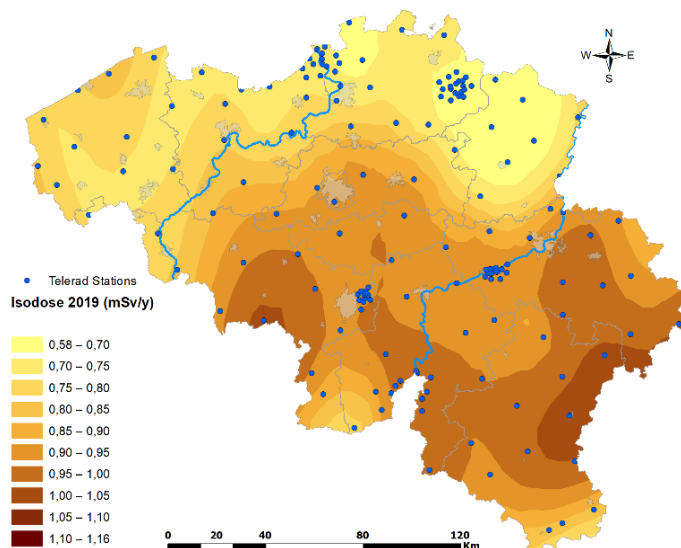 N
W E
S
Telerad Stations
Isodose 2019 (mSv/y)
0,58 – 0,70
0,70 – 0,75
0,75 – 0,80
0,80 – 0,85
0,85 – 0,90
0,90 – 0,95
0,95 – 1,00
1,00 – 1,05
1,05 – 1,10
1,10 – 1,16
0 20 40 80 120
Km